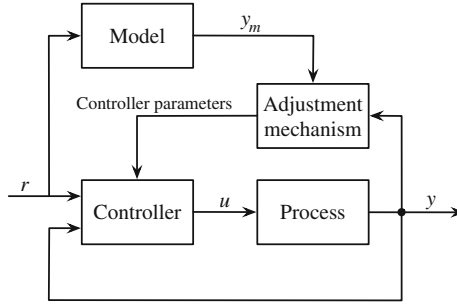 Model
y_m
Controller parameters
Adjustment
mechanism
r
Controller
u
Process
y